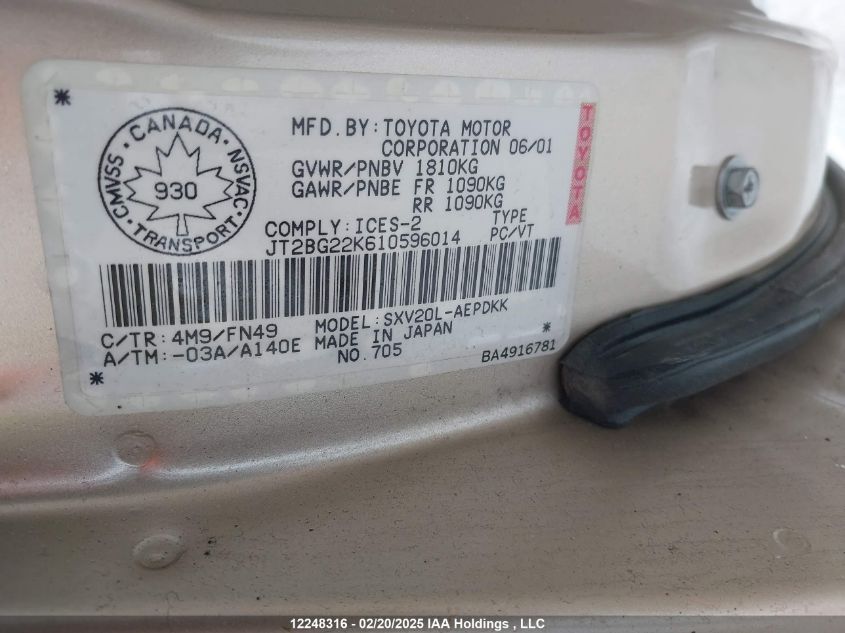 CANADA
CMVSS · NSVAC
930
TRANSPORT
MFD. BY: TOYOTA MOTOR
CORPORATION 06/01
GVWR/PNBV 1810KG
GAWR/PNBE FR 1090KG
RR 1090KG
COMPLY: ICES-2 TYPE
JT2BG22K610596014 PC/VT
TOYOTA
C/TR: 4M9/FN49 MODEL: SXV20L-AEPDKK
A/TM: -03A/A140E MADE IN JAPAN
NO. 705 BA4916781
12248316 - 02/20/2025 IAA Holdings , LLC